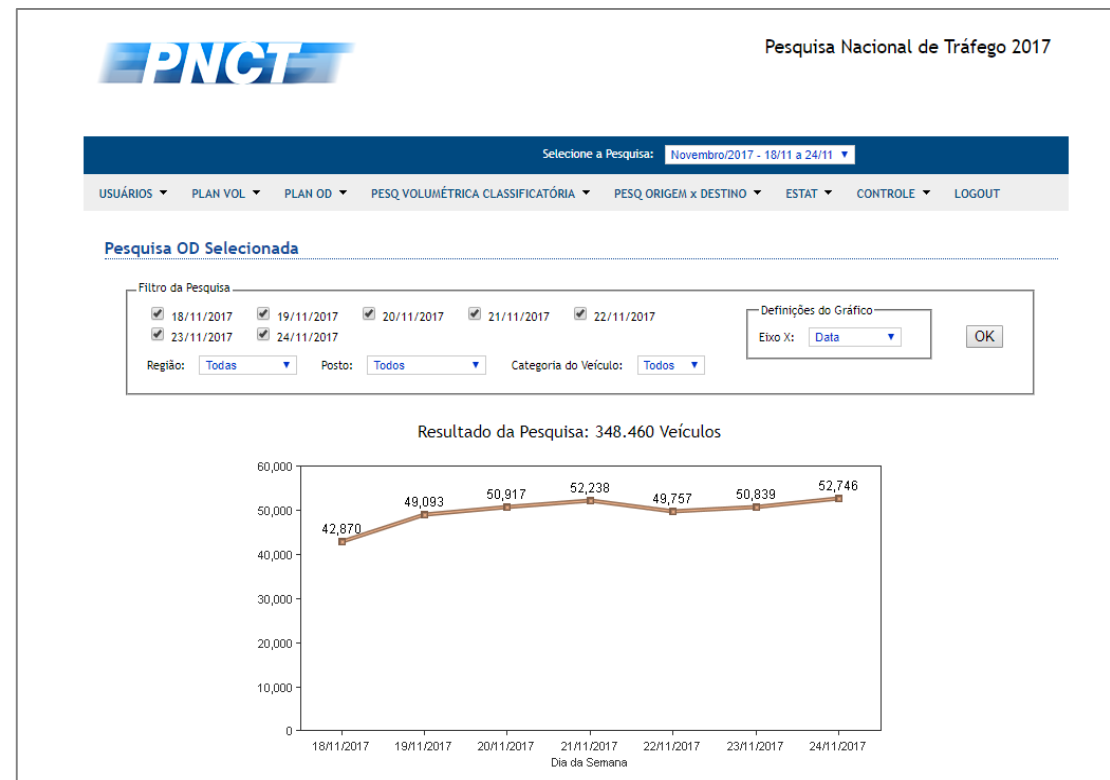 PNCT
Pesquisa Nacional de Tráfego 2017
Selecione a Pesquisa: Novembro/2017 - 18/11 a 24/11
USUÁRIOS PLAN VOL PLAN OD PESQ VOLUMÉTRICA CLASSIFICATÓRIA PESQ ORIGEM x DESTINO ESTAT CONTROLE LOGOUT
Pesquisa OD Selecionada
Filtro da Pesquisa
18/11/2017 19/11/2017 20/11/2017 21/11/2017 22/11/2017
23/11/2017 24/11/2017
Região: Todas Posto: Todos Categoria do Veículo: Todos
Definições do Gráfico
Eixo X: Data
OK
Resultado da Pesquisa: 348.460 Veículos
60,000
50,000
40,000
30,000
20,000
10,000
0
42,870 49,093 50,917 52,238 49,757 50,839 52,746
18/11/2017 19/11/2017 20/11/2017 21/11/2017 22/11/2017 23/11/2017 24/11/2017
Dia da Semana